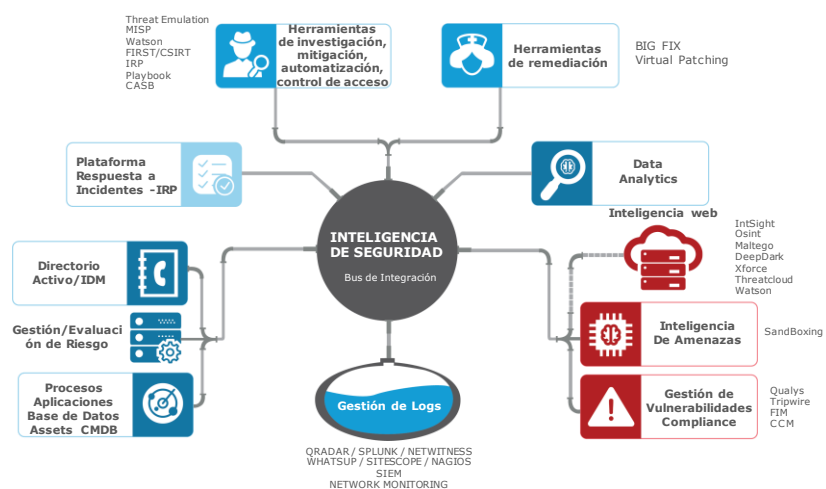 Threat Emulation
MISP
Watson
FIRST/CSIRT
IRP
Playbook
CASB
Herramientas
de investigación,
mitigación,
automatización,
control de acceso
Herramientas
de remediación
BIG FIX
Virtual Patching
Plataforma
Respuesta a
Incidentes -IRP
Data
Analytics
INTELIGENCIA
DE SEGURIDAD
Bus de Integración
Inteligencia web
IntSight
Osint
Maltego
DeepDark
Xforce
Threatcloud
Watson
Directorio
Activo/IDM
Gestión/Evaluaci
ón de Riesgo
Procesos
Aplicaciones
Base de Datos
Assets CMDB
Inteligencia
De Amenazas
SandBoxing
Gestión de
Vulnerabilidades
Compliance
Qualys
Tripwire
FIM
CCM
Gestión de Logs
QRADAR / SPLUNK / NETWITNESS
WHATSUP / SITESCOPE / NAGIOS
SIEM
NETWORK MONITORING